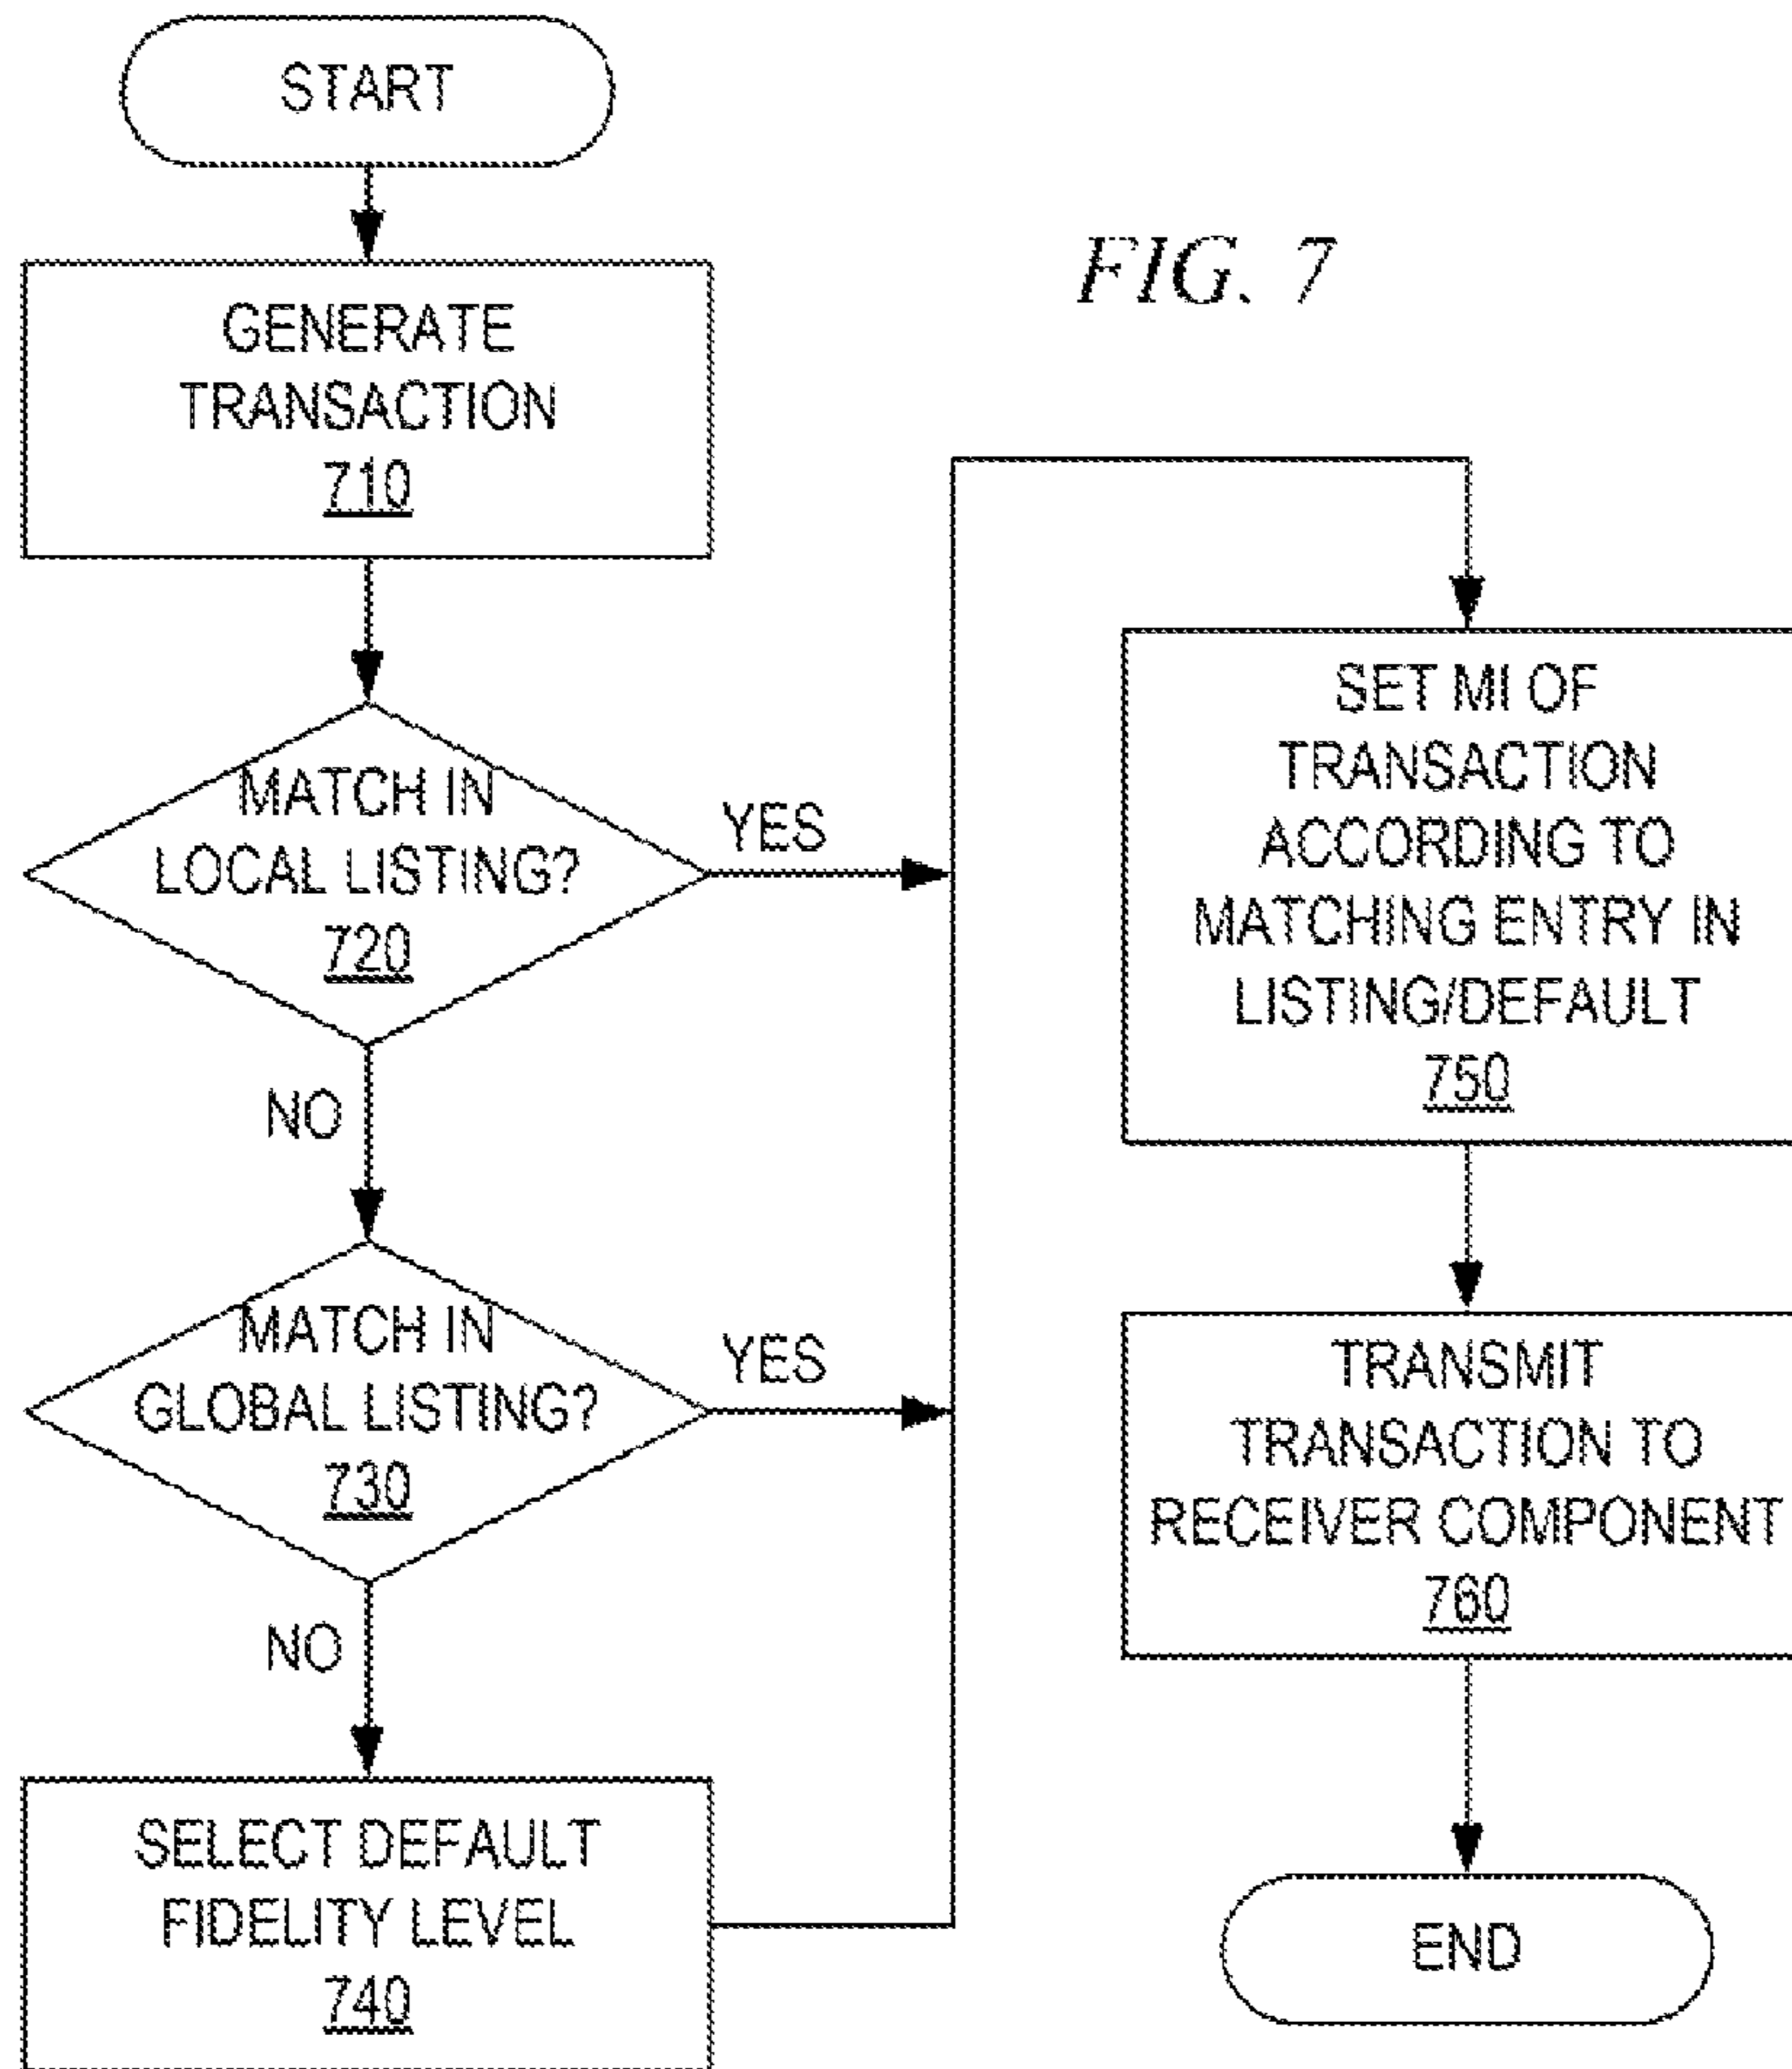 START
FIG. 7
GENERATE
TRANSACTION
710
MATCH IN
LOCAL LISTING?
720
YES
NO
MATCH IN
GLOBAL LISTING?
730
YES
NO
SELECT DEFAULT
FIDELITY LEVEL
740
SET MI OF
TRANSACTION
ACCORDING TO
MATCHING ENTRY IN
LISTING/DEFAULT
750
TRANSMIT
TRANSACTION TO
RECEIVER COMPONENT
760
END